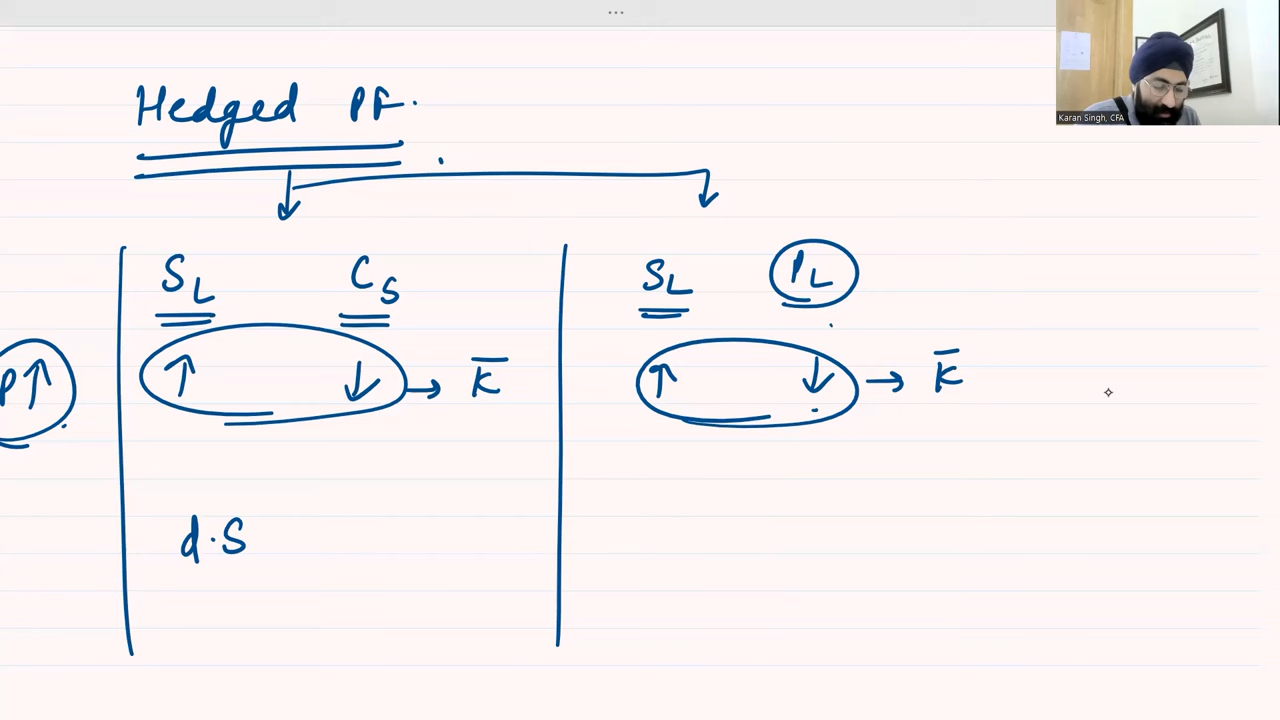 Hedged PF.
S_L C_S S_L P_L
P↑ ↑ ↓ → K̅ ↑ ↓ → K̅
d.S
Karan Singh, CFA